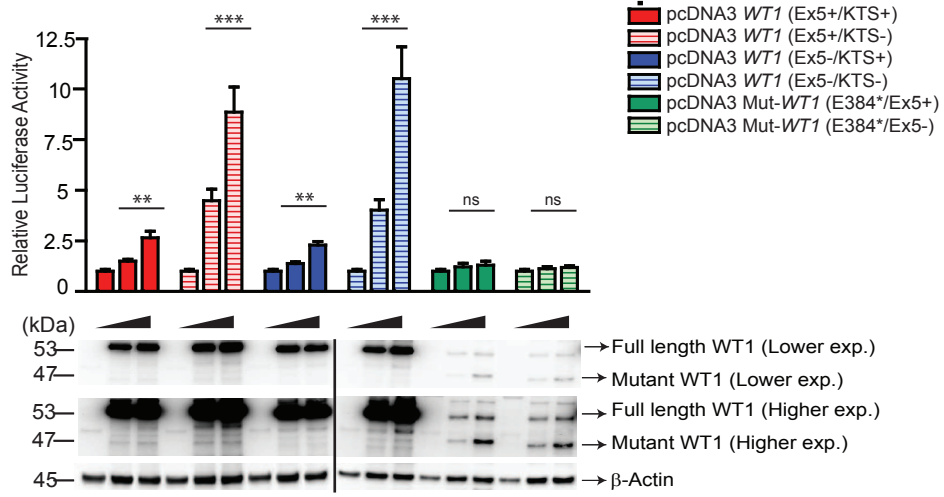 pcDNA3 WT1 (Ex5+/KTS+)
pcDNA3 WT1 (Ex5+/KTS-)
pcDNA3 WT1 (Ex5-/KTS+)
pcDNA3 WT1 (Ex5-/KTS-)
pcDNA3 Mut-WT1 (E384*/Ex5+)
pcDNA3 Mut-WT1 (E384*/Ex5-)
Relative Luciferase Activity
12.5
10
7.5
5
2.5
0
**
***
**
***
ns
ns
(kDa)
53
47
53
47
45
Full length WT1 (Lower exp.)
Mutant WT1 (Lower exp.)
Full length WT1 (Higher exp.)
Mutant WT1 (Higher exp.)
β-Actin